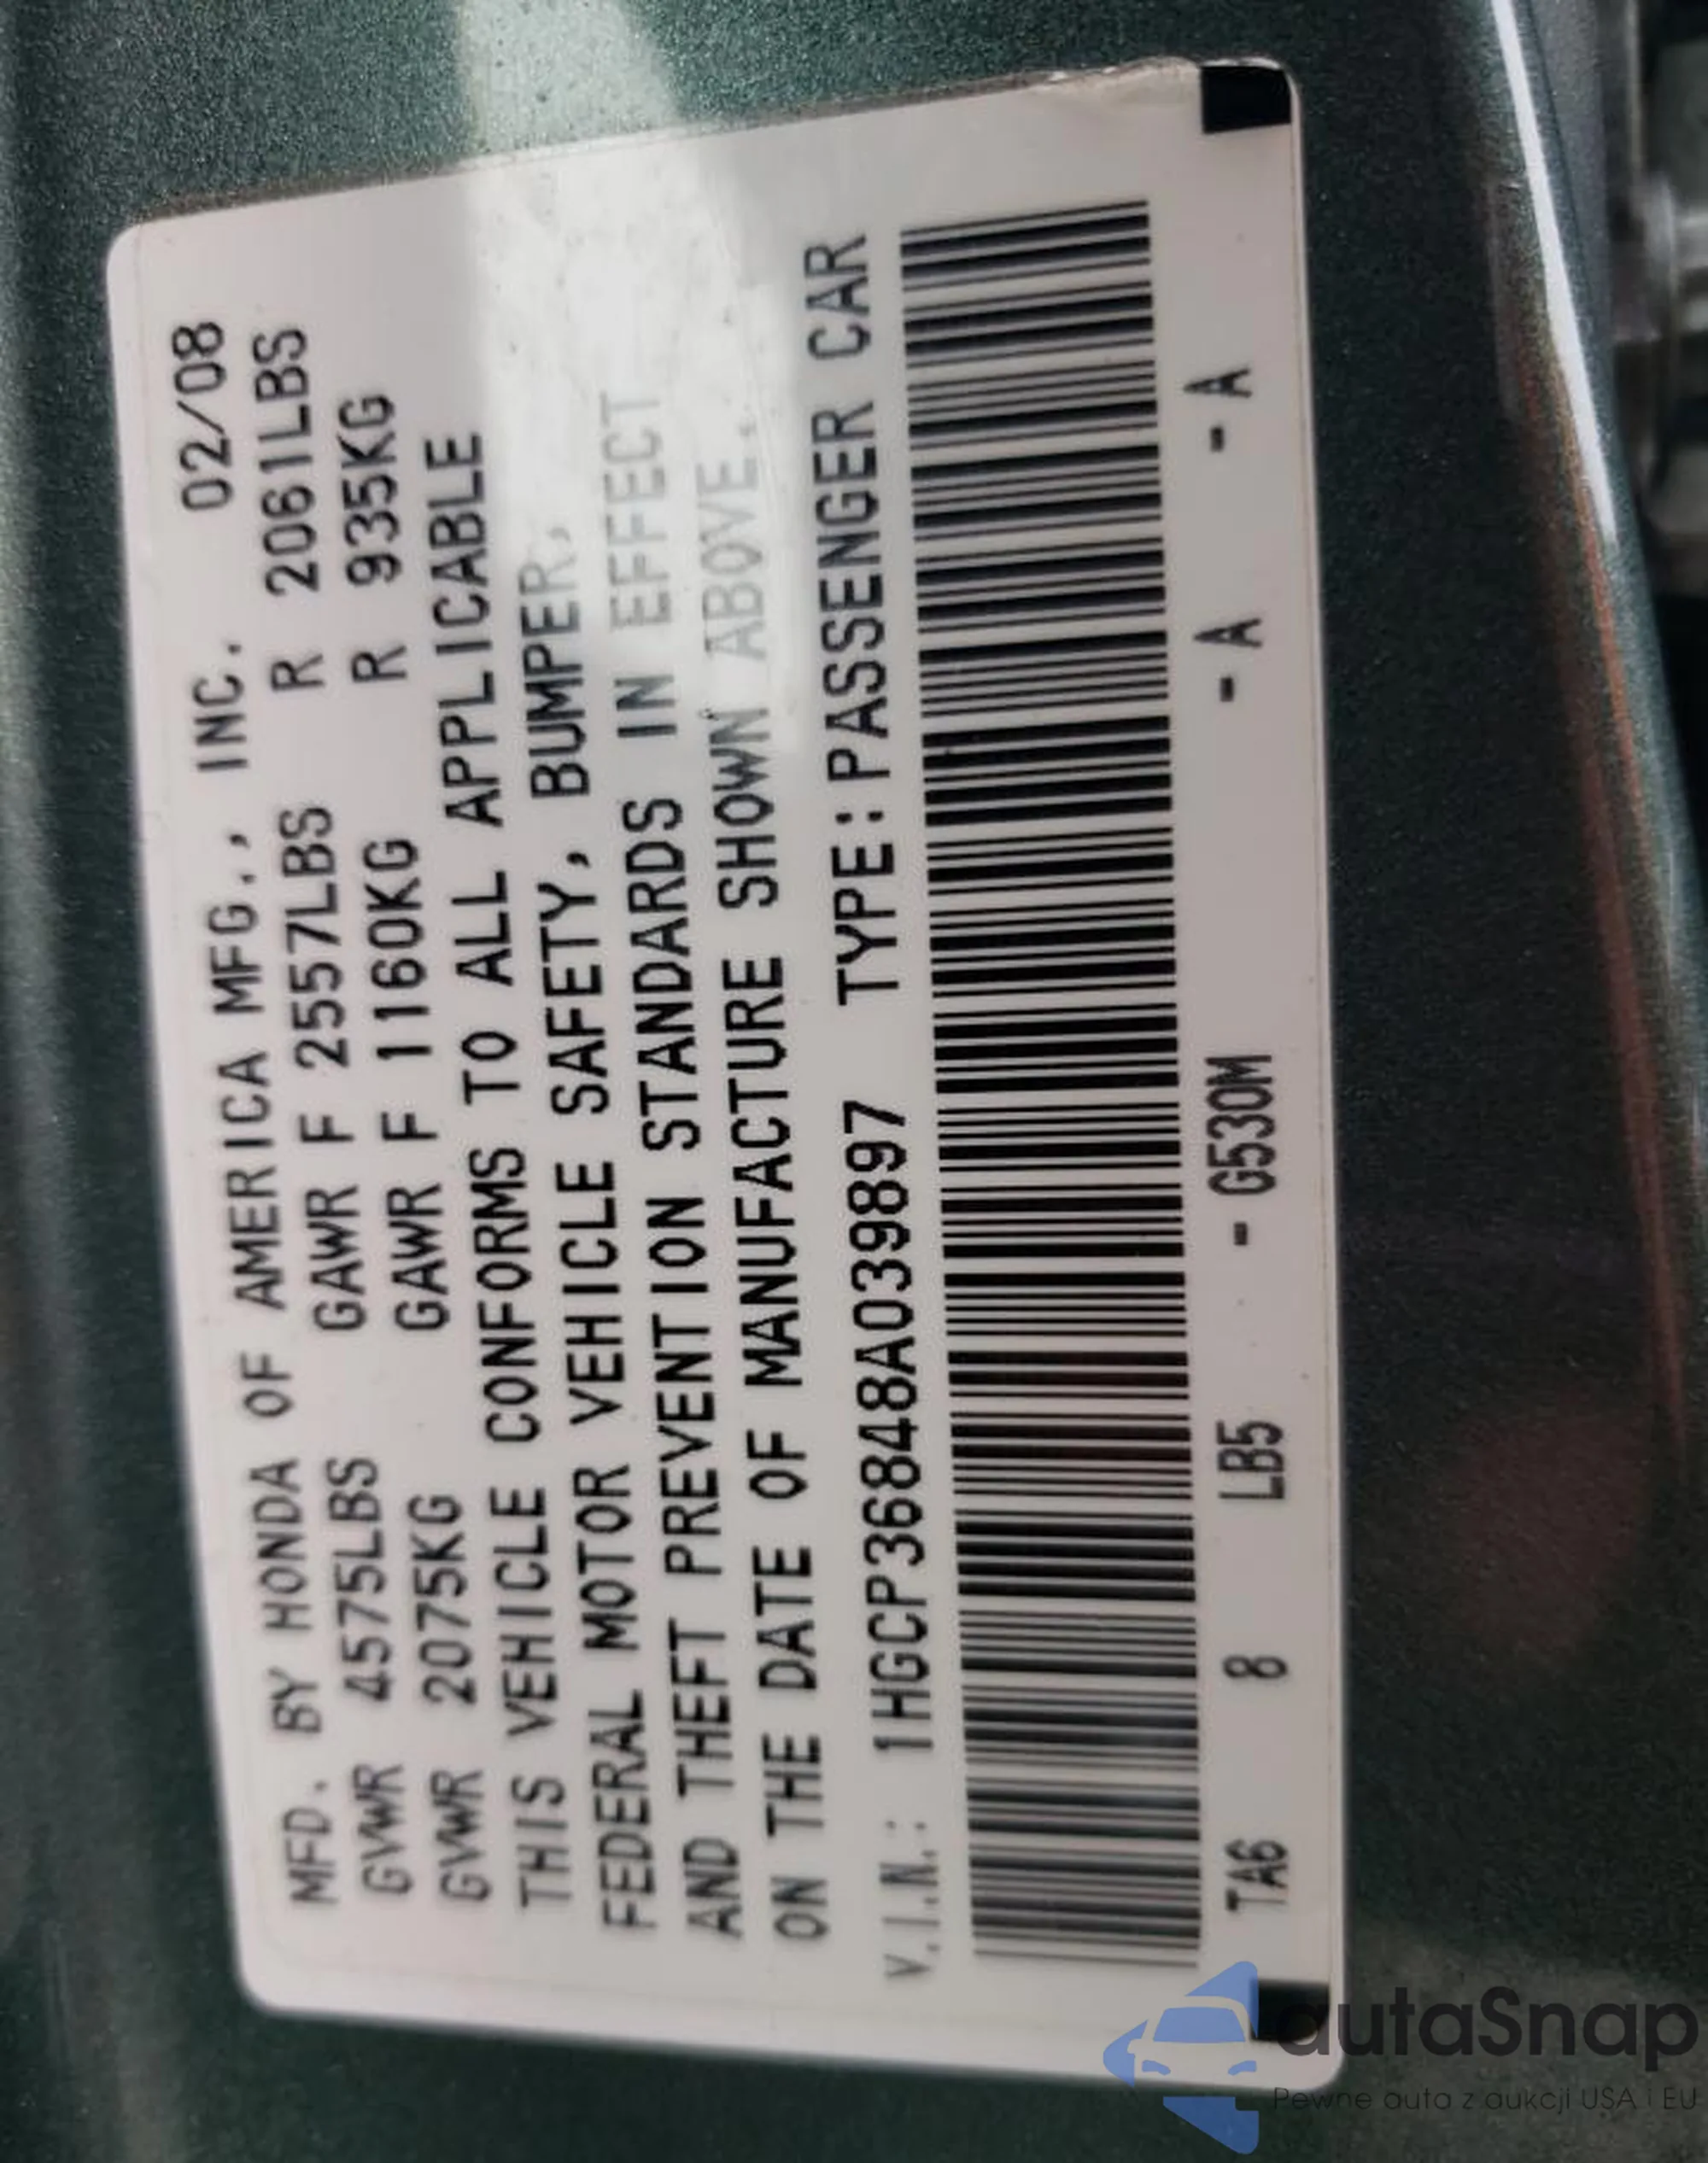 MFD. BY HONDA OF AMERICA MFG., INC. 02/08
GVWR 4575LBS GAWR F 2557LBS R 2061LBS
GVWR 2075KG GAWR F 1160KG R 935KG
THIS VEHICLE CONFORMS TO ALL APPLICABLE
FEDERAL MOTOR VEHICLE SAFETY, BUMPER,
AND THEFT PREVENTION STANDARDS IN EFFECT
ON THE DATE OF MANUFACTURE SHOWN ABOVE.
V.I.N.: 1HGCP36848A039897 TYPE:PASSENGER CAR
TA6 8 LB5 - G530M - A - A
autaSnap
Pewne auta z aukcji USA i EU